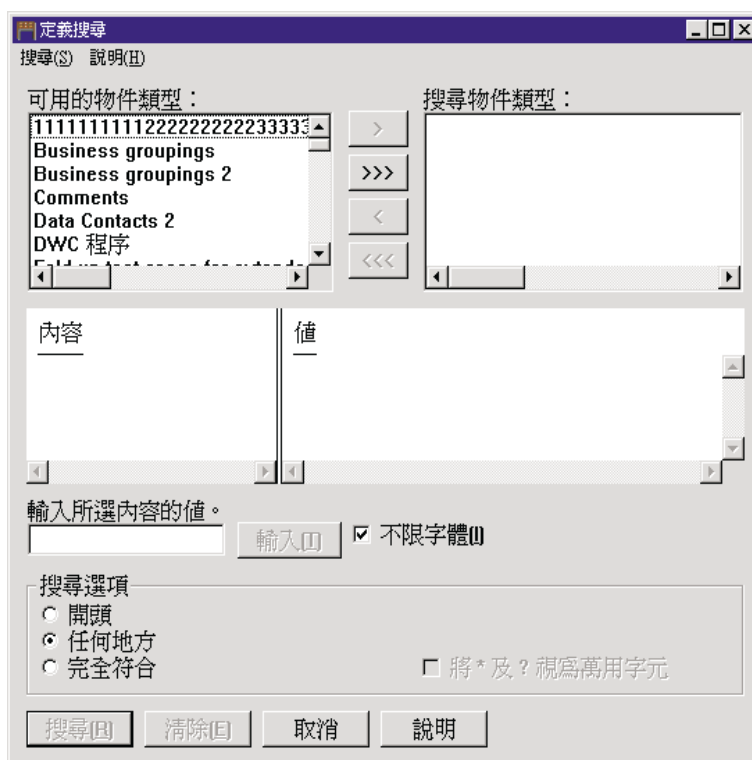 定義搜尋
搜尋(S) 說明(H)
可用的物件類型：
111111111122222222223333
Business groupings
Business groupings 2
Comments
Data Contacts 2
DWC 程序
>
>>>
<
<<<
搜尋物件類型：
內容
值
輸入所選內容的值。
輸入(I)
不限字體(I)
搜尋選項
開頭
任何地方
完全符合
將 * 及 ? 視為萬用字元
搜尋(R) 清除(E) 取消 說明